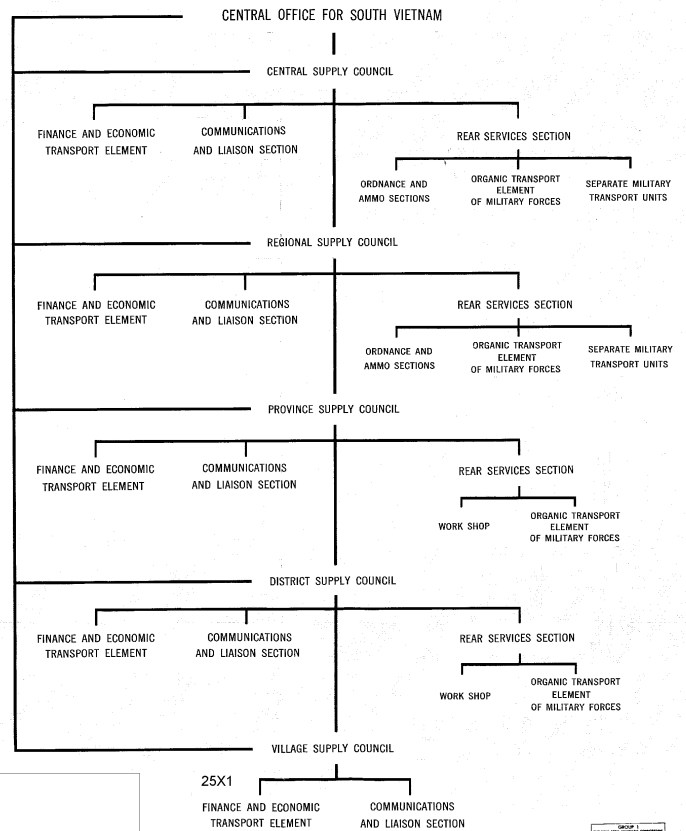 CENTRAL OFFICE FOR SOUTH VIETNAM
CENTRAL SUPPLY COUNCIL
FINANCE AND ECONOMIC
TRANSPORT ELEMENT
COMMUNICATIONS
AND LIAISON SECTION
REAR SERVICES SECTION
ORDNANCE AND
AMMO SECTIONS
ORGANIC TRANSPORT
ELEMENT
OF MILITARY FORCES
SEPARATE MILITARY
TRANSPORT UNITS
REGIONAL SUPPLY COUNCIL
FINANCE AND ECONOMIC
TRANSPORT ELEMENT
COMMUNICATIONS
AND LIAISON SECTION
REAR SERVICES SECTION
ORDNANCE AND
AMMO SECTIONS
ORGANIC TRANSPORT
ELEMENT
OF MILITARY FORCES
SEPARATE MILITARY
TRANSPORT UNITS
PROVINCE SUPPLY COUNCIL
FINANCE AND ECONOMIC
TRANSPORT ELEMENT
COMMUNICATIONS
AND LIAISON SECTION
REAR SERVICES SECTION
WORK SHOP
ORGANIC TRANSPORT
ELEMENT
OF MILITARY FORCES
DISTRICT SUPPLY COUNCIL
FINANCE AND ECONOMIC
TRANSPORT ELEMENT
COMMUNICATIONS
AND LIAISON SECTION
REAR SERVICES SECTION
WORK SHOP
ORGANIC TRANSPORT
ELEMENT
OF MILITARY FORCES
VILLAGE SUPPLY COUNCIL
25X1
FINANCE AND ECONOMIC
TRANSPORT ELEMENT
COMMUNICATIONS
AND LIAISON SECTION
GROUP 1